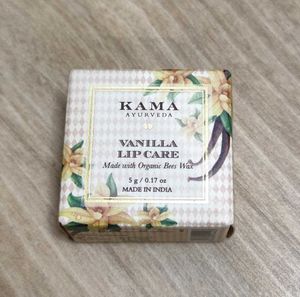 KAMA
AYURVEDA
VANILLA
LIP CARE
Made with Organic Bees Wax
5 g / 0.17 oz
MADE IN INDIA